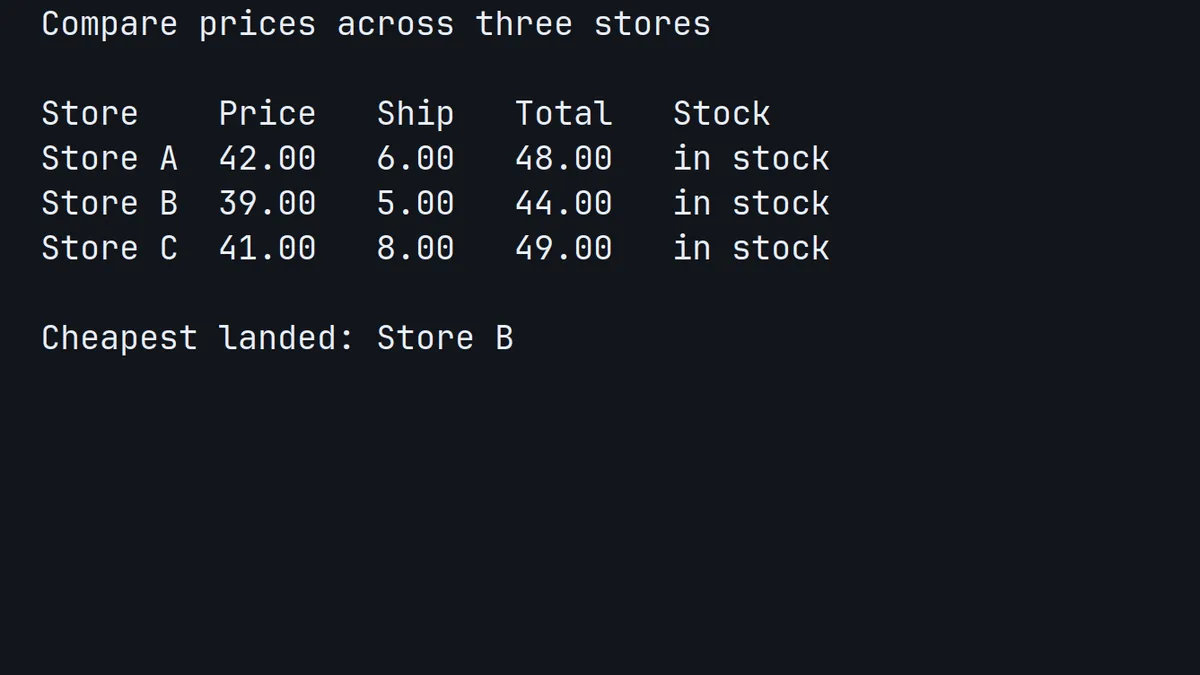 Compare prices across three stores
Store    Price   Ship   Total   Stock
Store A  42.00   6.00   48.00   in stock
Store B  39.00   5.00   44.00   in stock
Store C  41.00   8.00   49.00   in stock
Cheapest landed: Store B